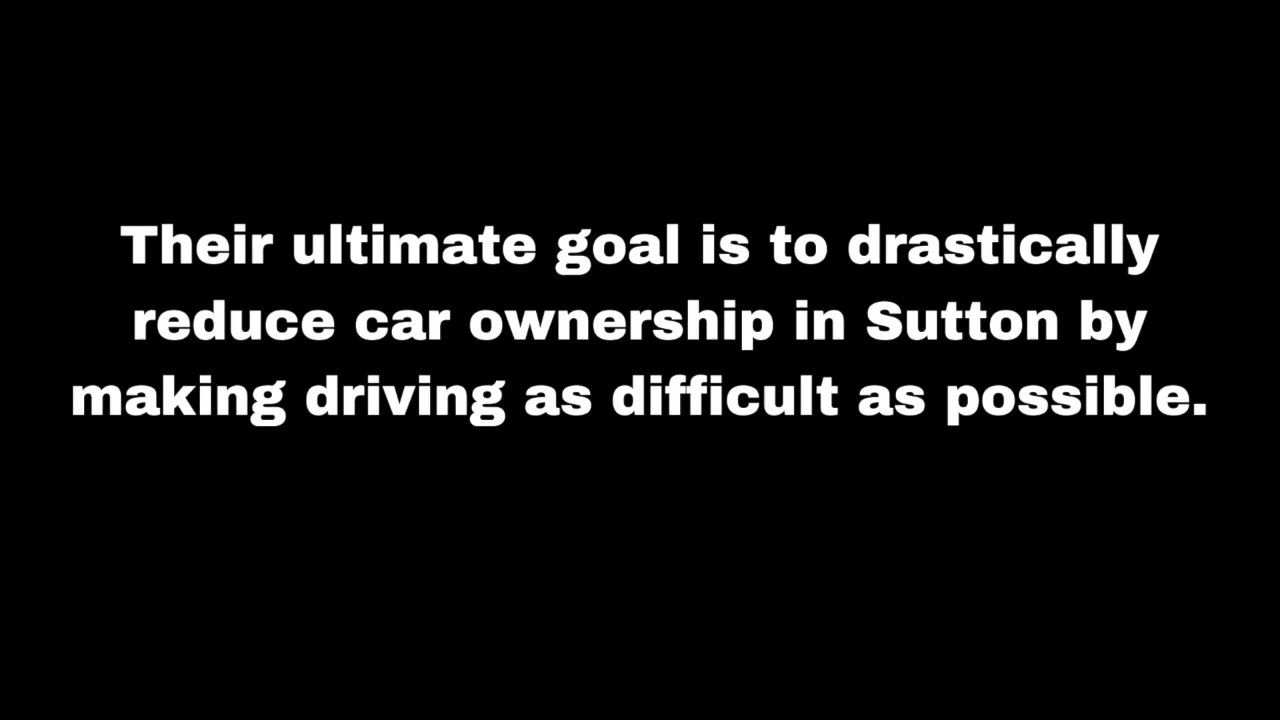 Their ultimate goal is to drastically
reduce car ownership in Sutton by
making driving as difficult as possible.